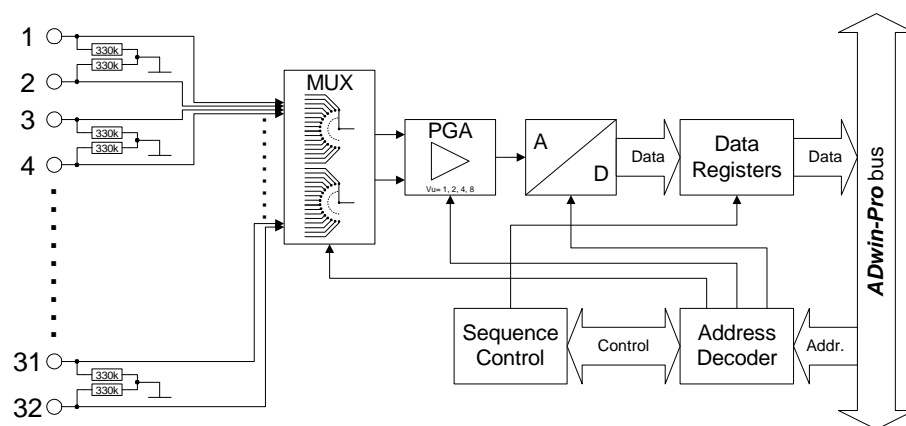 1
330k
330k
2
3
330k
330k
4
31
330k
330k
32
MUX
PGA
Vu= 1, 2, 4, 8
A
D
Data
Data
Registers
Data
Sequence
Control
Control
Address
Decoder
Addr.
ADwin-Pro bus